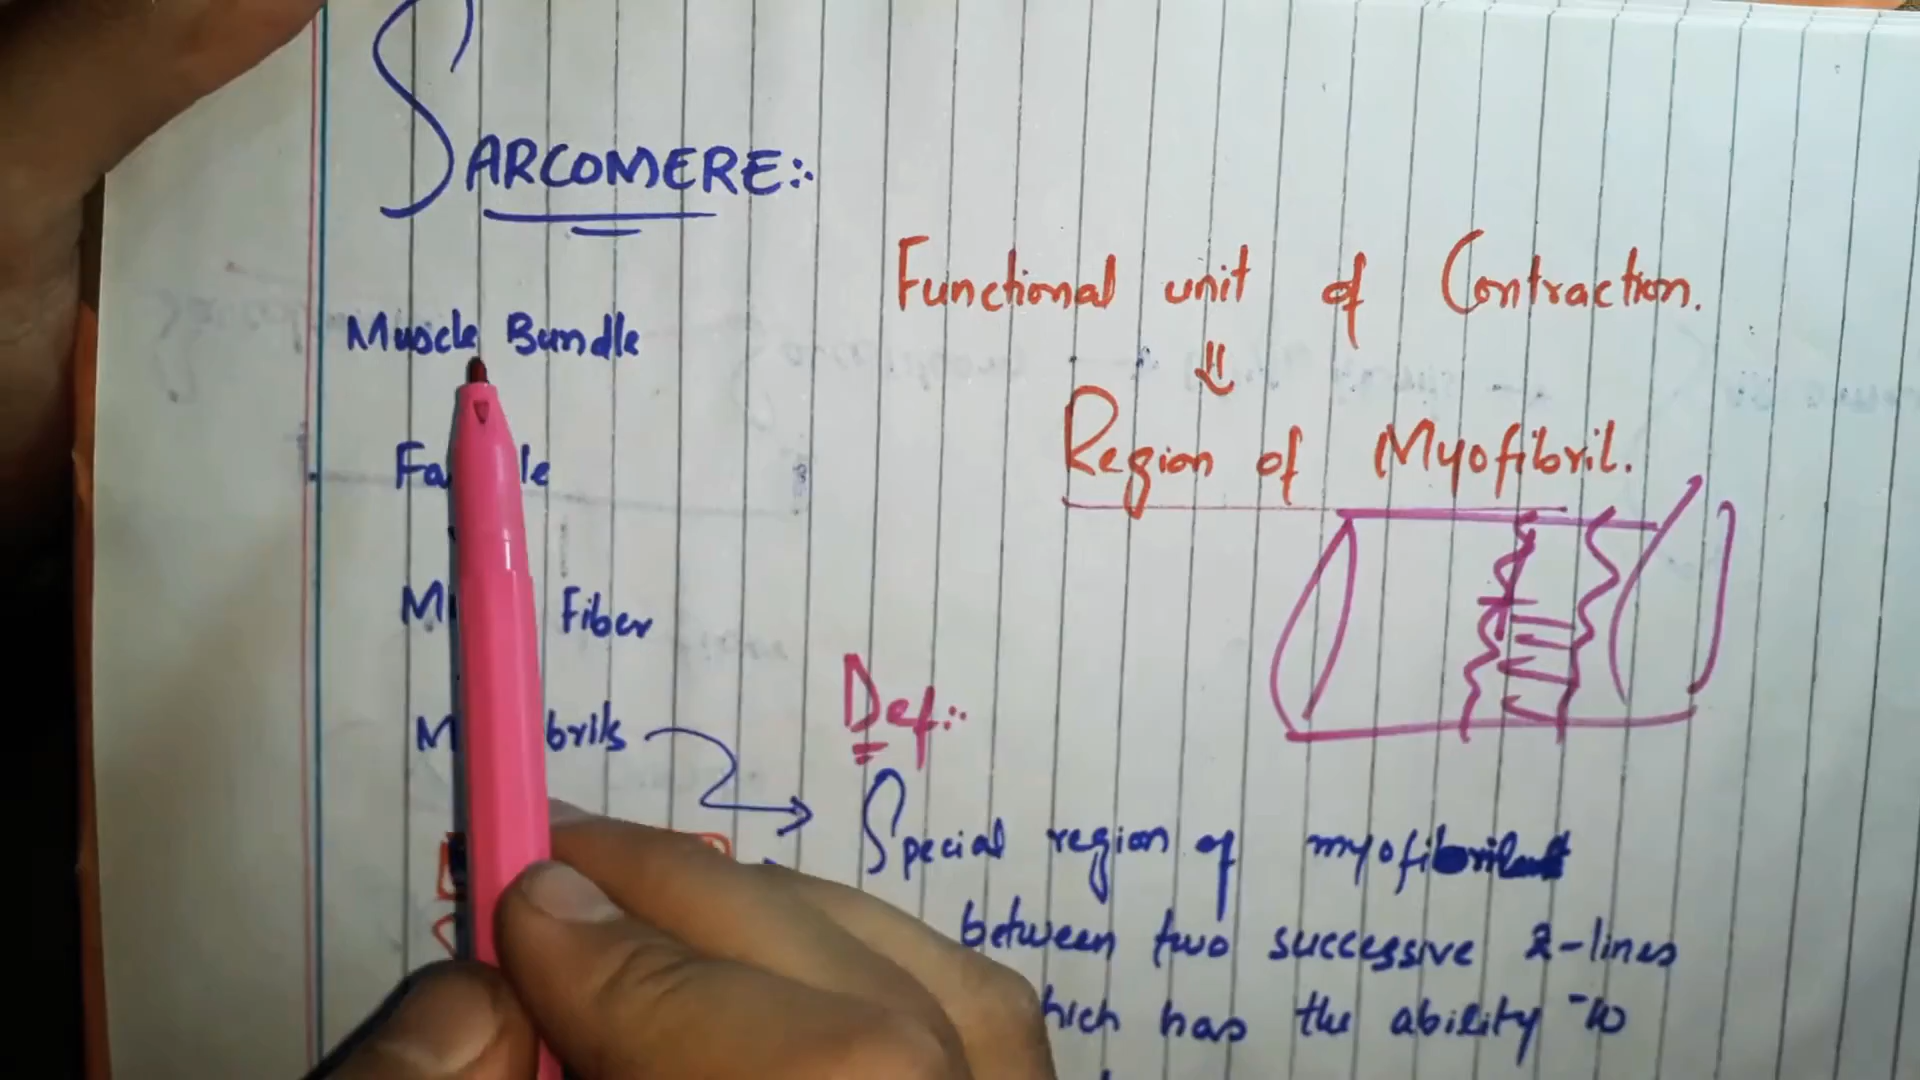 SARCOMERE:
Functional unit of Contraction.
Muscle Bundle
Region of Myofibril.
Fiber
Def:
Special region of myofibril
between two successive Z-lines
which has the ability to